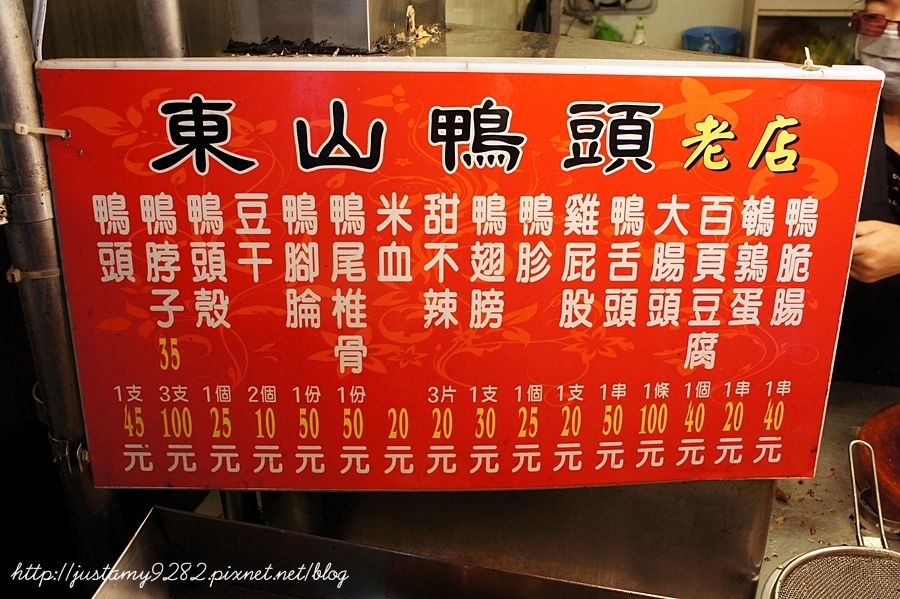 東山鴨頭 老店
鴨頭 1支 45元
鴨脖子 35 3支 100元
鴨頭殼 1個 25元
豆干 2個 10元
鴨腳腀 1份 50元
鴨尾椎骨 1份 50元
米血 20元
甜不辣 3片 20元
鴨翅膀 1支 30元
鴨胗 1個 25元
雞屁股 1支 20元
鴨舌頭 1串 50元
大腸頭 1條 100元
百頁豆腐 1個 40元
鵪鶉蛋 1串 20元
鴨脆腸 1串 40元
http://justamy9282.pixnet.net/blog